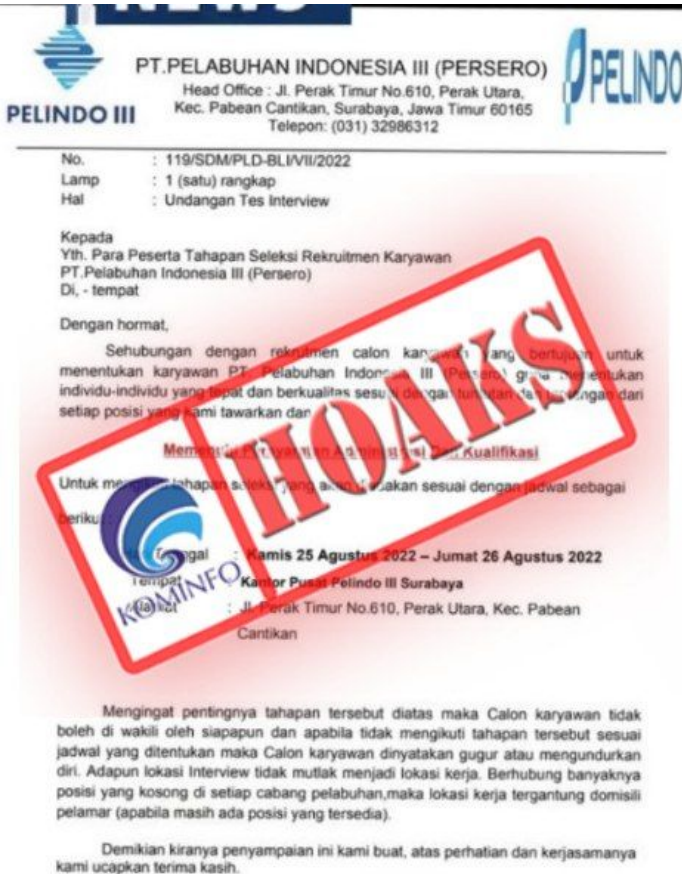 NEWS
PELINDO III
PT.PELABUHAN INDONESIA III (PERSERO)
Head Office : Jl. Perak Timur No.610, Perak Utara,
Kec. Pabean Cantikan, Surabaya, Jawa Timur 60165
Telepon: (031) 32986312
PELINDO
No. : 119/SDM/PLD-BLI/VII/2022
Lamp : 1 (satu) rangkap
Hal : Undangan Tes Interview
Kepada
Yth. Para Peserta Tahapan Seleksi Rekruitmen Karyawan
PT.Pelabuhan Indonesia III (Persero)
Di, - tempat
Dengan hormat,
Sehubungan dengan rekrutmen calon yang bertujuan untuk
menentukan karyawan PT. Pelabuhan Indonesia III (Persero) menentukan
individu-individu yang tepat dan berkualitas sesuai dengan dan dari
setiap posisi yang kami tawarkan dan
Dan Kualifikasi
Untuk tahapan seleksi yang akan sesuai dengan jadwal sebagai
: Kamis 25 Agustus 2022 – Jumat 26 Agustus 2022
Tempat : Kantor Pusat Pelindo III Surabaya
: Jl. Perak Timur No.610, Perak Utara, Kec. Pabean
Cantikan
HOAKS
KOMINFO
Mengingat pentingnya tahapan tersebut diatas maka Calon karyawan tidak
boleh di wakili oleh siapapun dan apabila tidak mengikuti tahapan tersebut sesuai
jadwal yang ditentukan maka Calon karyawan dinyatakan gugur atau mengundurkan
diri. Adapun lokasi Interview tidak mutlak menjadi lokasi kerja. Berhubung banyaknya
posisi yang kosong di setiap cabang pelabuhan,maka lokasi kerja tergantung domisili
pelamar (apabila masih ada posisi yang tersedia).
Demikian kiranya penyampaian ini kami buat, atas perhatian dan kerjasamanya
kami ucapkan terima kasih.